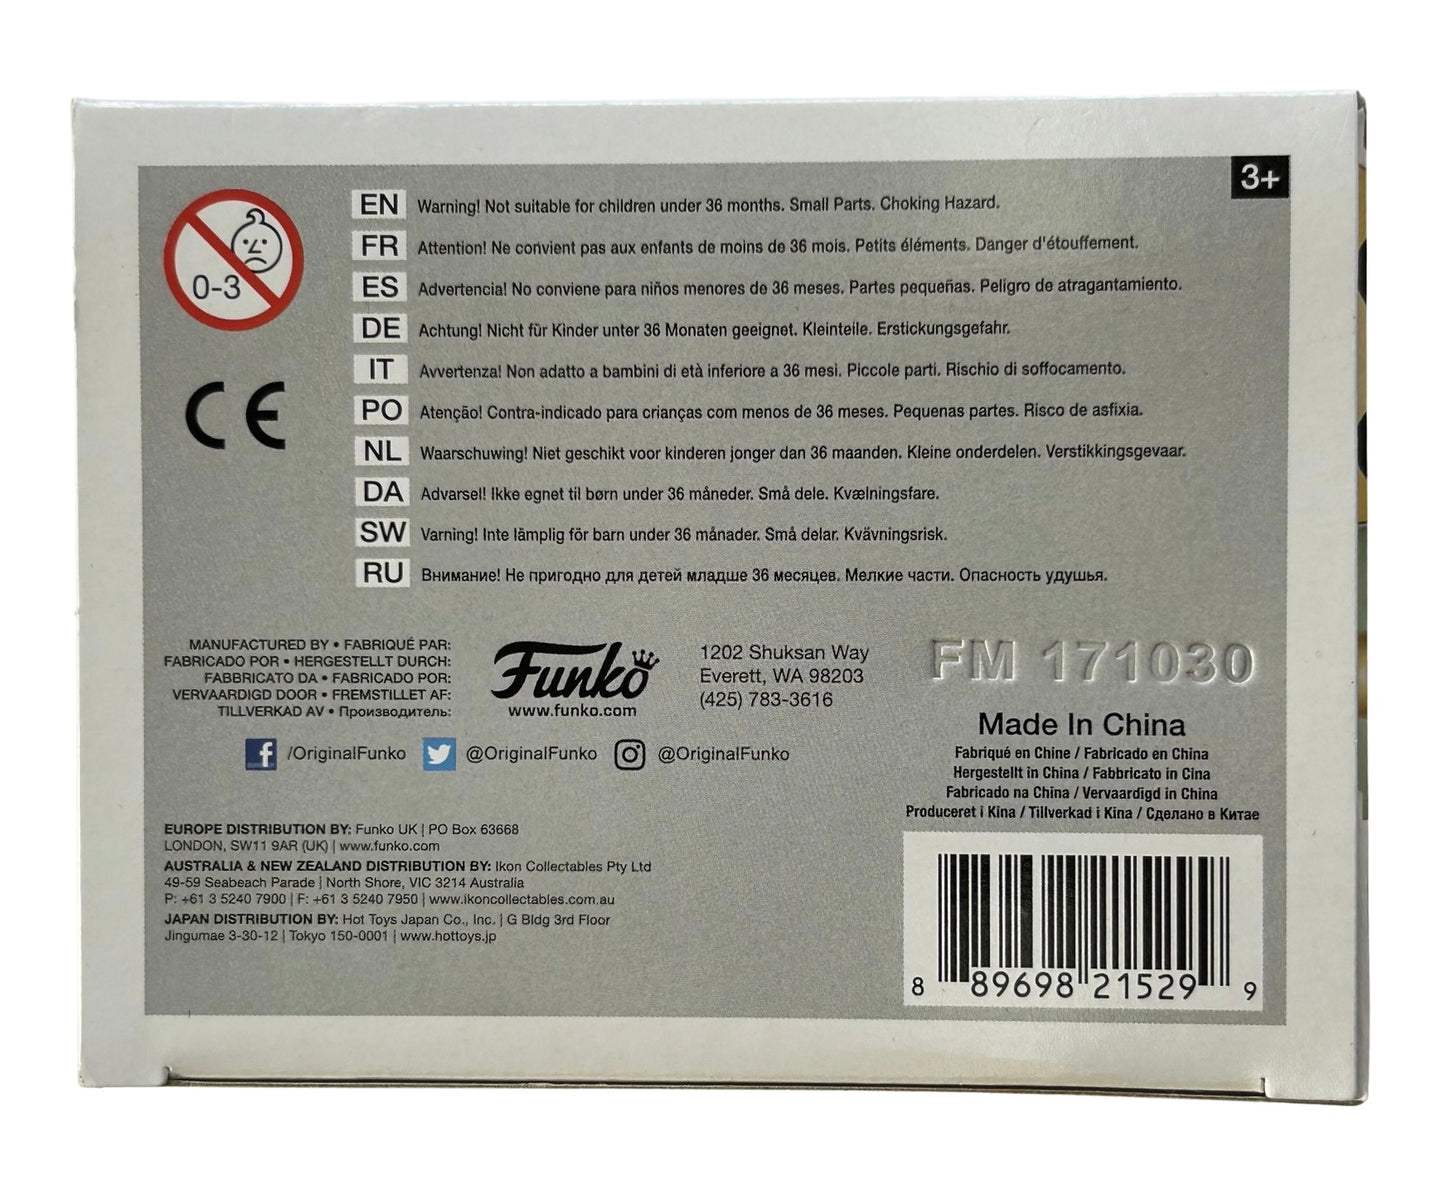 3+
0-3
EN Warning! Not suitable for children under 36 months. Small Parts. Choking Hazard.
FR Attention! Ne convient pas aux enfants de moins de 36 mois. Petits éléments. Danger d'étouffement.
ES Advertencia! No conviene para niños menores de 36 meses. Partes pequeñas. Peligro de atragantamiento.
DE Achtung! Nicht für Kinder unter 36 Monaten geeignet. Kleinteile. Erstickungsgefahr.
IT Avvertenza! Non adatto a bambini di età inferiore a 36 mesi. Piccole parti. Rischio di soffocamento.
PO Atenção! Contra-indicado para crianças com menos de 36 meses. Pequenas partes. Risco de asfixia.
NL Waarschuwing! Niet geschikt voor kinderen jonger dan 36 maanden. Kleine onderdelen. Verstikkingsgevaar.
DA Advarsel! Ikke egnet til børn under 36 måneder. Små dele. Kvælningsfare.
SW Varning! Inte lämplig för barn under 36 månader. Små delar. Kvävningsrisk.
RU Внимание! Не пригодно для детей младше 36 месяцев. Мелкие части. Опасность удушья.
CE
MANUFACTURED BY • FABRIQUÉ PAR:
FABRICADO POR • HERGESTELLT DURCH:
FABBRICATO DA • FABRICADO POR:
VERVAARDIGD DOOR • FREMSTILLET AF:
TILLVERKAD AV • Производитель:
Funko
www.funko.com
1202 Shuksan Way
Everett, WA 98203
(425) 783-3616
/OriginalFunko @OriginalFunko @OriginalFunko
FM 171030
Made In China
Fabriqué en Chine / Fabricado en China
Hergestellt in China / Fabbricato in Cina
Fabricado na China / Vervaardigd in China
Produceret i Kina / Tillverkad i Kina / Сделано в Китае
EUROPE DISTRIBUTION BY: Funko UK | PO Box 63668
LONDON, SW11 9AR (UK) | www.funko.com
AUSTRALIA & NEW ZEALAND DISTRIBUTION BY: Ikon Collectables Pty Ltd
49-59 Seabeach Parade | North Shore, VIC 3214 Australia
P: +61 3 5240 7900 | F: +61 3 5240 7950 | www.ikoncollectables.com.au
JAPAN DISTRIBUTION BY: Hot Toys Japan Co., Inc. | G Bldg 3rd Floor
Jingumae 3-30-12 | Tokyo 150-0001 | www.hottoys.jp
8 89698 21529 9